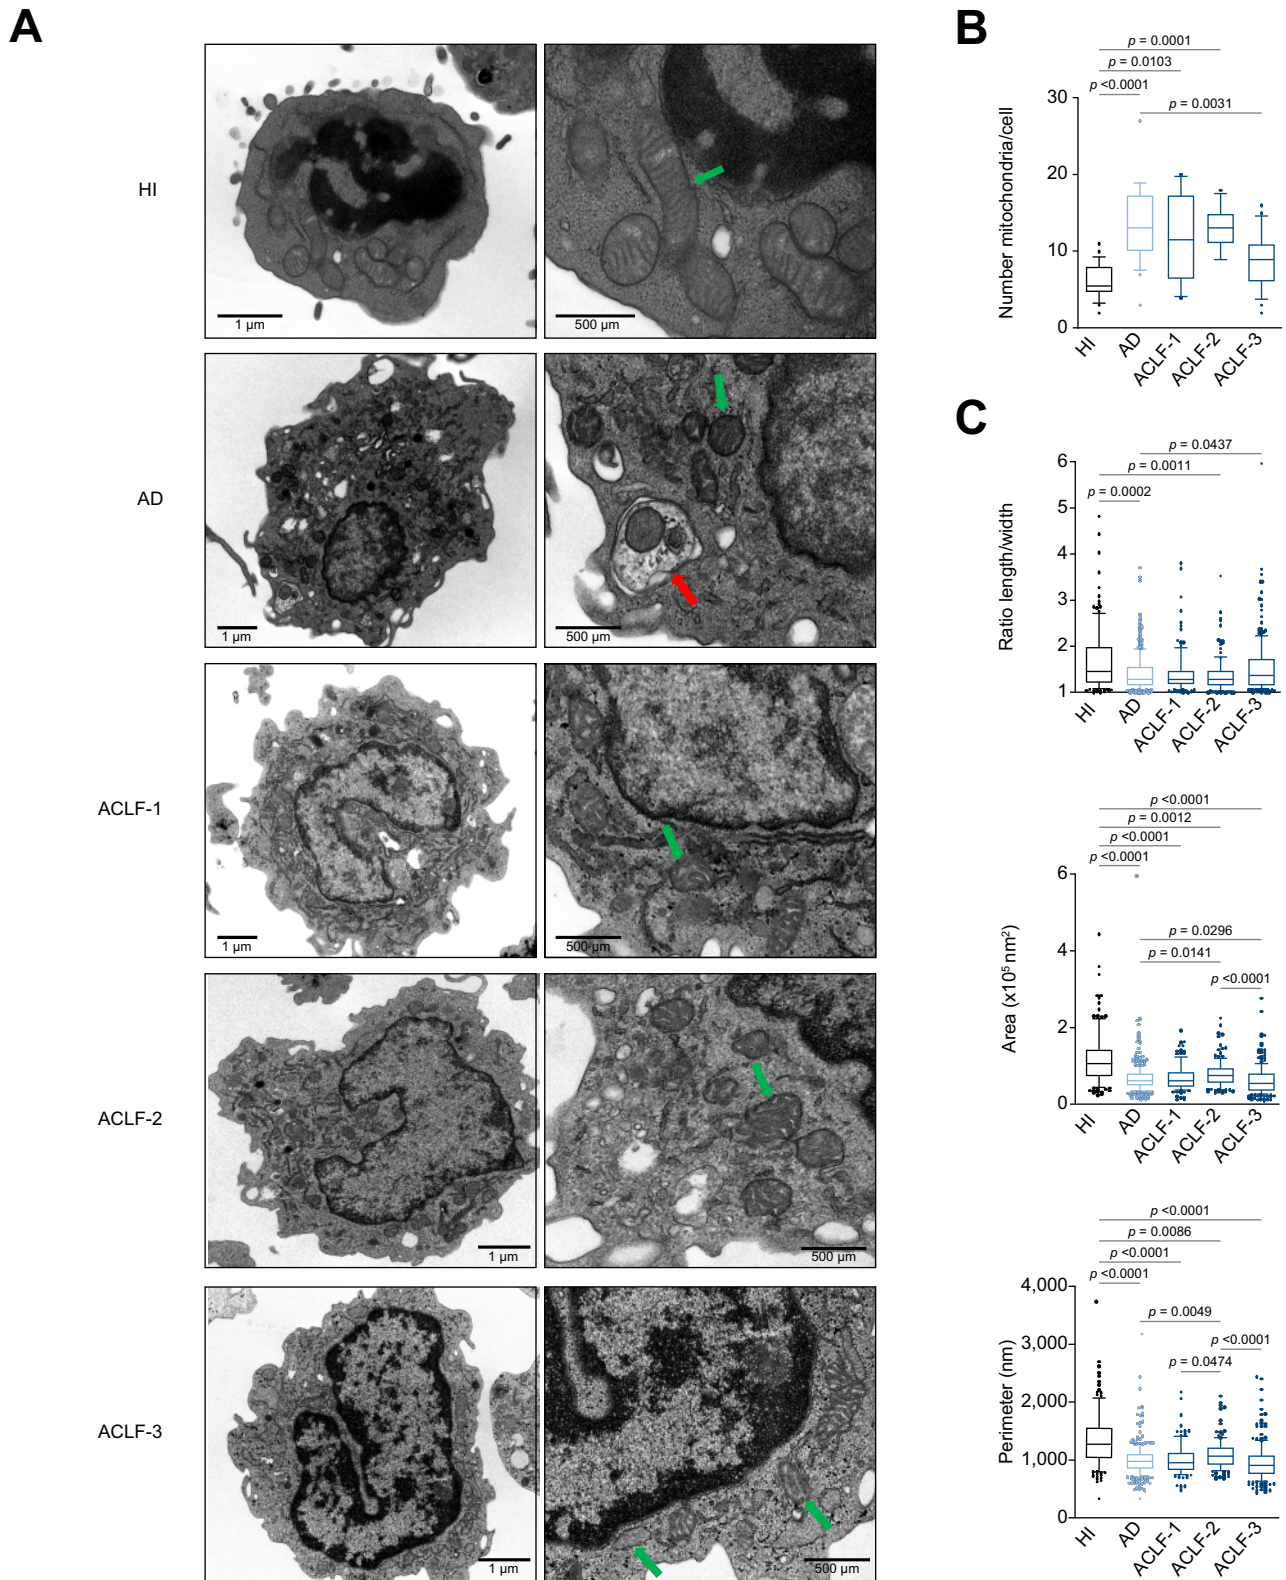 A
HI
1 µm
500 µm
AD
1 µm
500 µm
ACLF-1
1 µm
500 µm
ACLF-2
1 µm
500 µm
ACLF-3
1 µm
500 µm
B
p = 0.0001
p = 0.0103
p <0.0001
p = 0.0031
Number mitochondria/cell
30
20
10
0
HI
AD
ACLF-1
ACLF-2
ACLF-3
C
p = 0.0437
p = 0.0011
p = 0.0002
Ratio length/width
6
5
4
3
2
1
HI
AD
ACLF-1
ACLF-2
ACLF-3
p <0.0001
p = 0.0012
p <0.0001
p <0.0001
p = 0.0296
p = 0.0141
p <0.0001
Area (x10⁵ nm²)
6
4
2
0
HI
AD
ACLF-1
ACLF-2
ACLF-3
p <0.0001
p = 0.0086
p <0.0001
p <0.0001
p = 0.0049
p <0.0001
p = 0.0474
Perimeter (nm)
4,000
3,000
2,000
1,000
0
HI
AD
ACLF-1
ACLF-2
ACLF-3